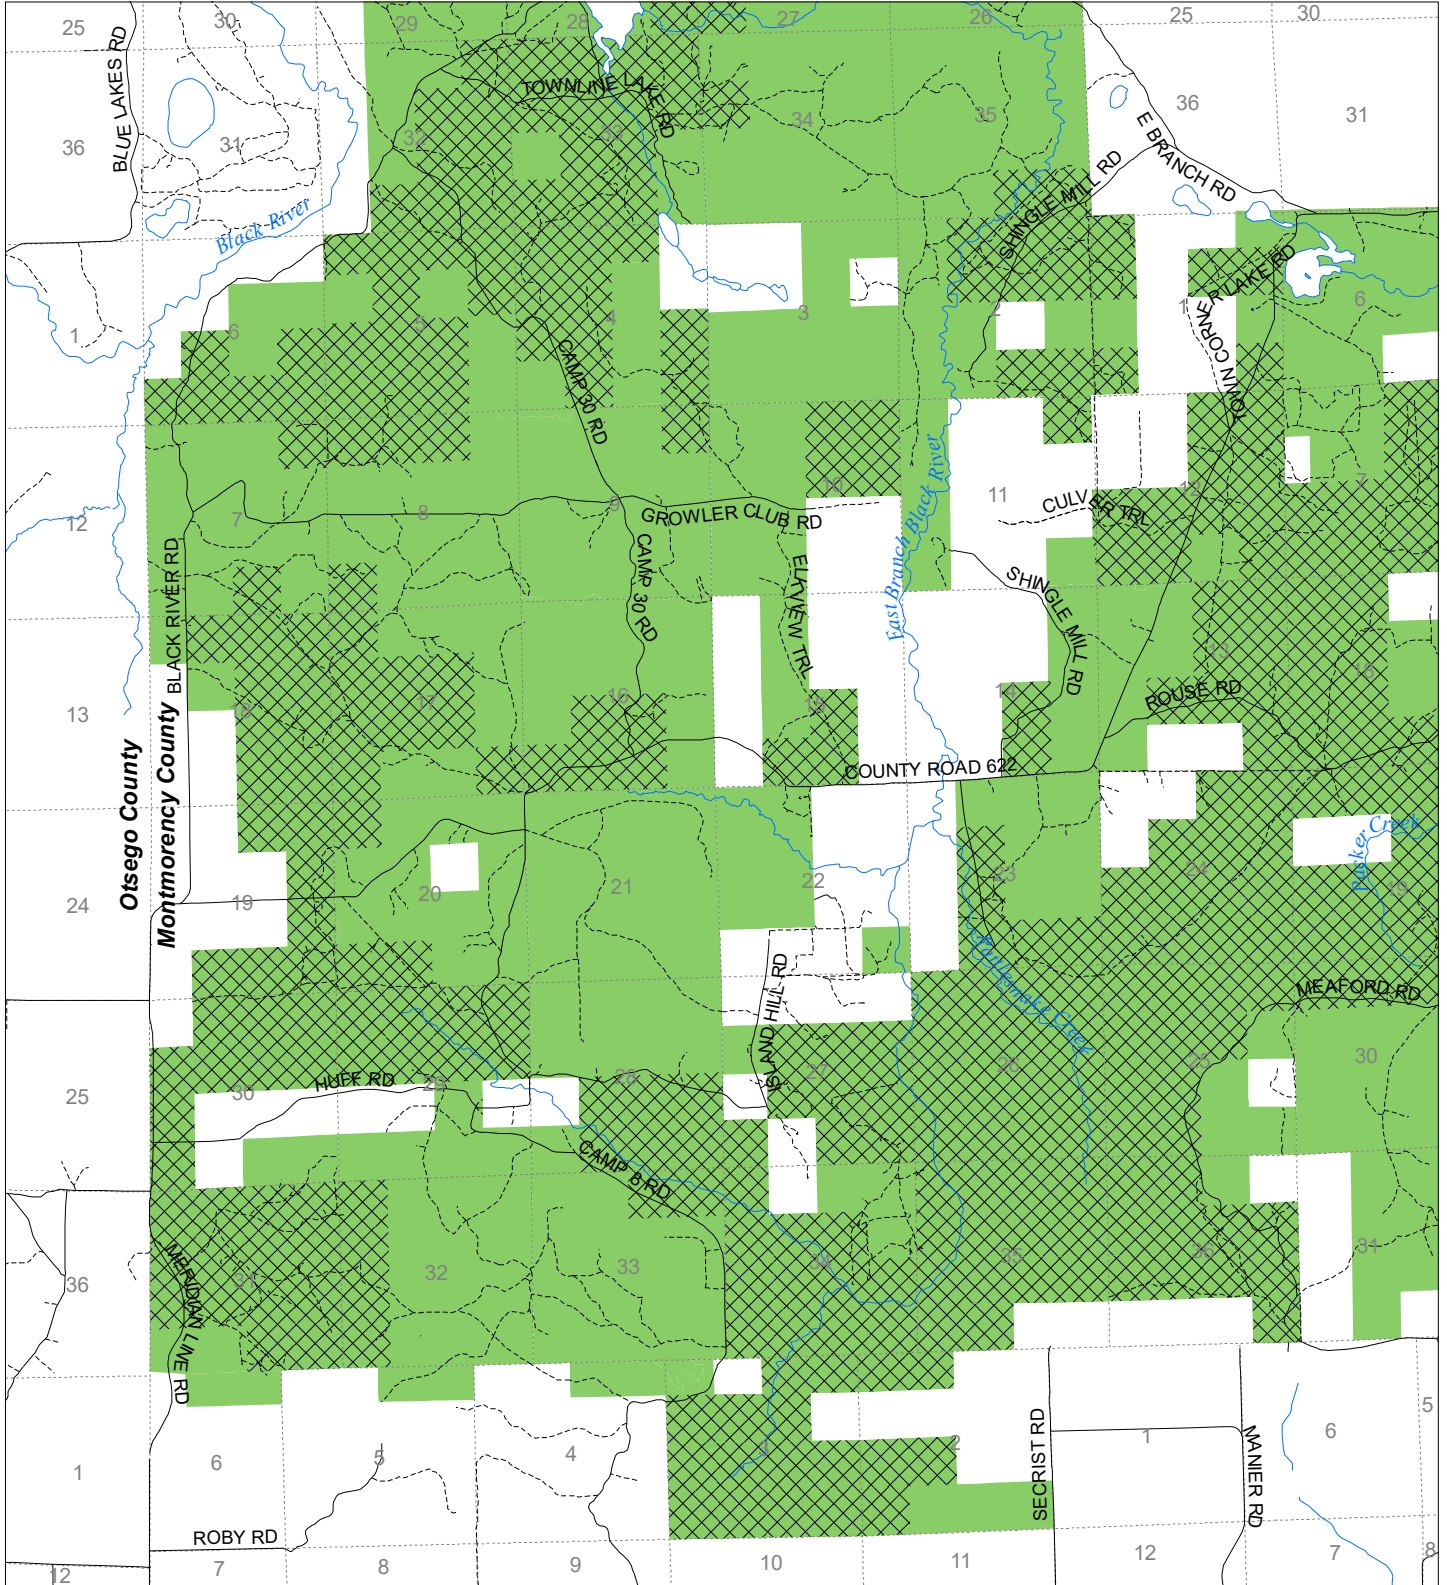 25
30
29
28
27
26
25
30
BLUE LAKES RD
TOWNLINE LAKE RD
36
31
32
33
34
35
36
31
E BRANCH RD
SHINGLE MILL RD
Black River
TOWN CORNER LAKE RD
1
6
5
4
3
2
1
6
CAMP 30 RD
East Branch Black River
12
7
8
9
10
11
12
7
GROWLER CLUB RD
CULVER TRL
BLACK RIVER RD
CAMP 30 RD
ELKVIEW TRL
SHINGLE MILL RD
13
18
17
16
15
14
13
18
ROUSE RD
Otsego County
Montmorency County
COUNTY ROAD 622
24
19
20
21
22
23
24
19
Pasker Creek
ISLAND HILL RD
Rattlesnake Creek
MEAFORD RD
25
30
29
28
27
26
25
30
HUFF RD
CAMP 8 RD
36
31
32
33
34
35
36
31
MERIDIAN LINE RD
1
6
5
4
3
2
1
6
5
SECRIST RD
MANIER RD
ROBY RD
12
7
8
9
10
11
12
7
8